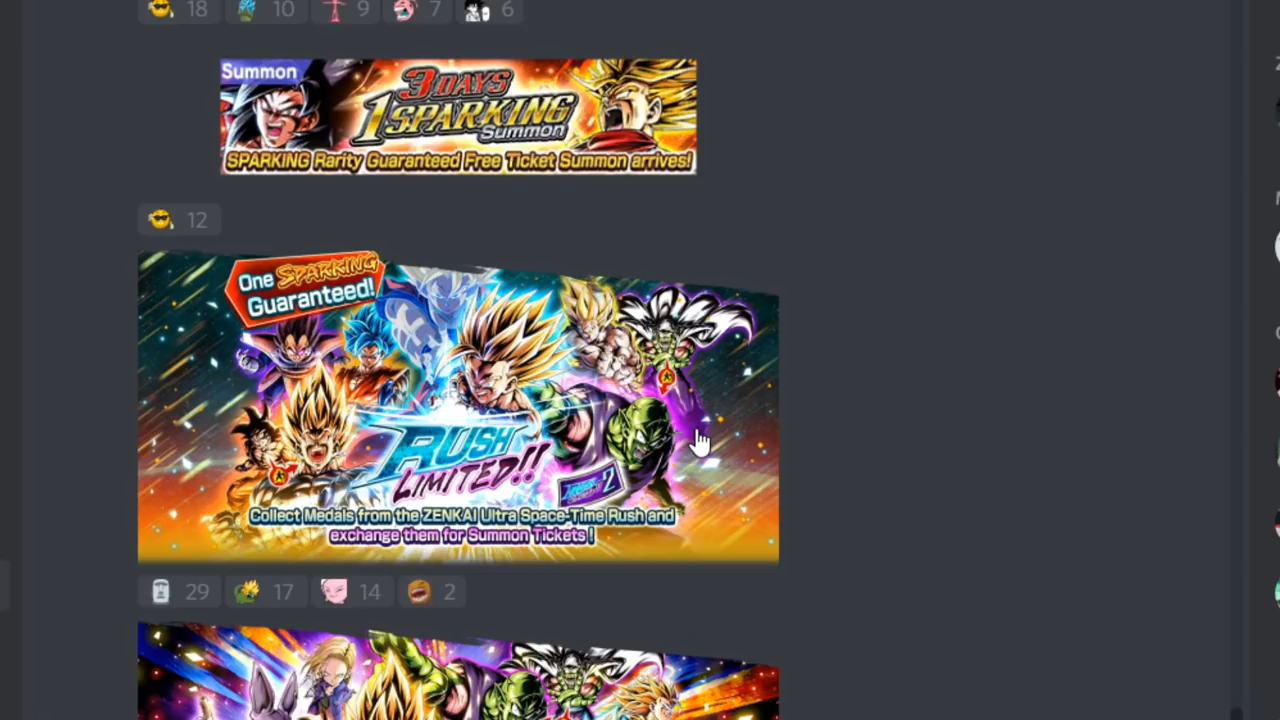 18 10 9 7 6
Summon
3 DAYS
1 SPARKING
Summon
SPARKING Rarity Guaranteed Free Ticket Summon arrives!
12
One SPARKING
Guaranteed!
RUSH
LIMITED!!
2
Collect Medals from the ZENKAI Ultra Space-Time Rush and
exchange them for Summon Tickets!
29 17 14 2